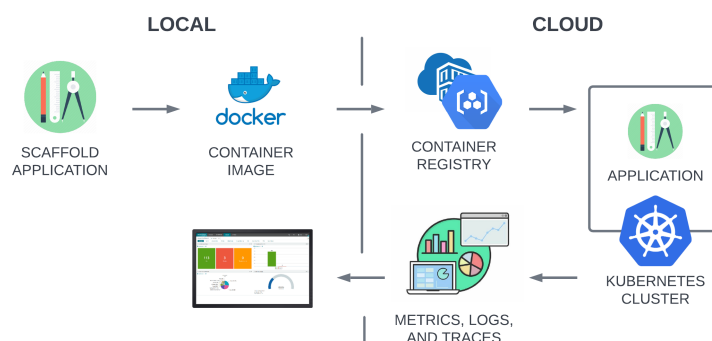 LOCAL
CLOUD
docker
SCAFFOLD
APPLICATION
CONTAINER
IMAGE
CONTAINER
REGISTRY
APPLICATION
KUBERNETES
CLUSTER
METRICS, LOGS,
AND TRACES